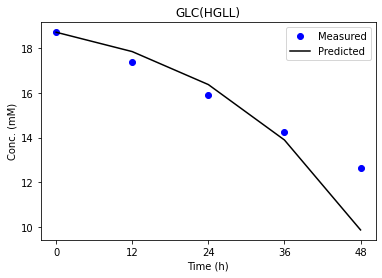 GLC(HGLL)
Measured
Predicted
Conc. (mM)
18
16
14
12
10
0
12
24
36
48
Time (h)